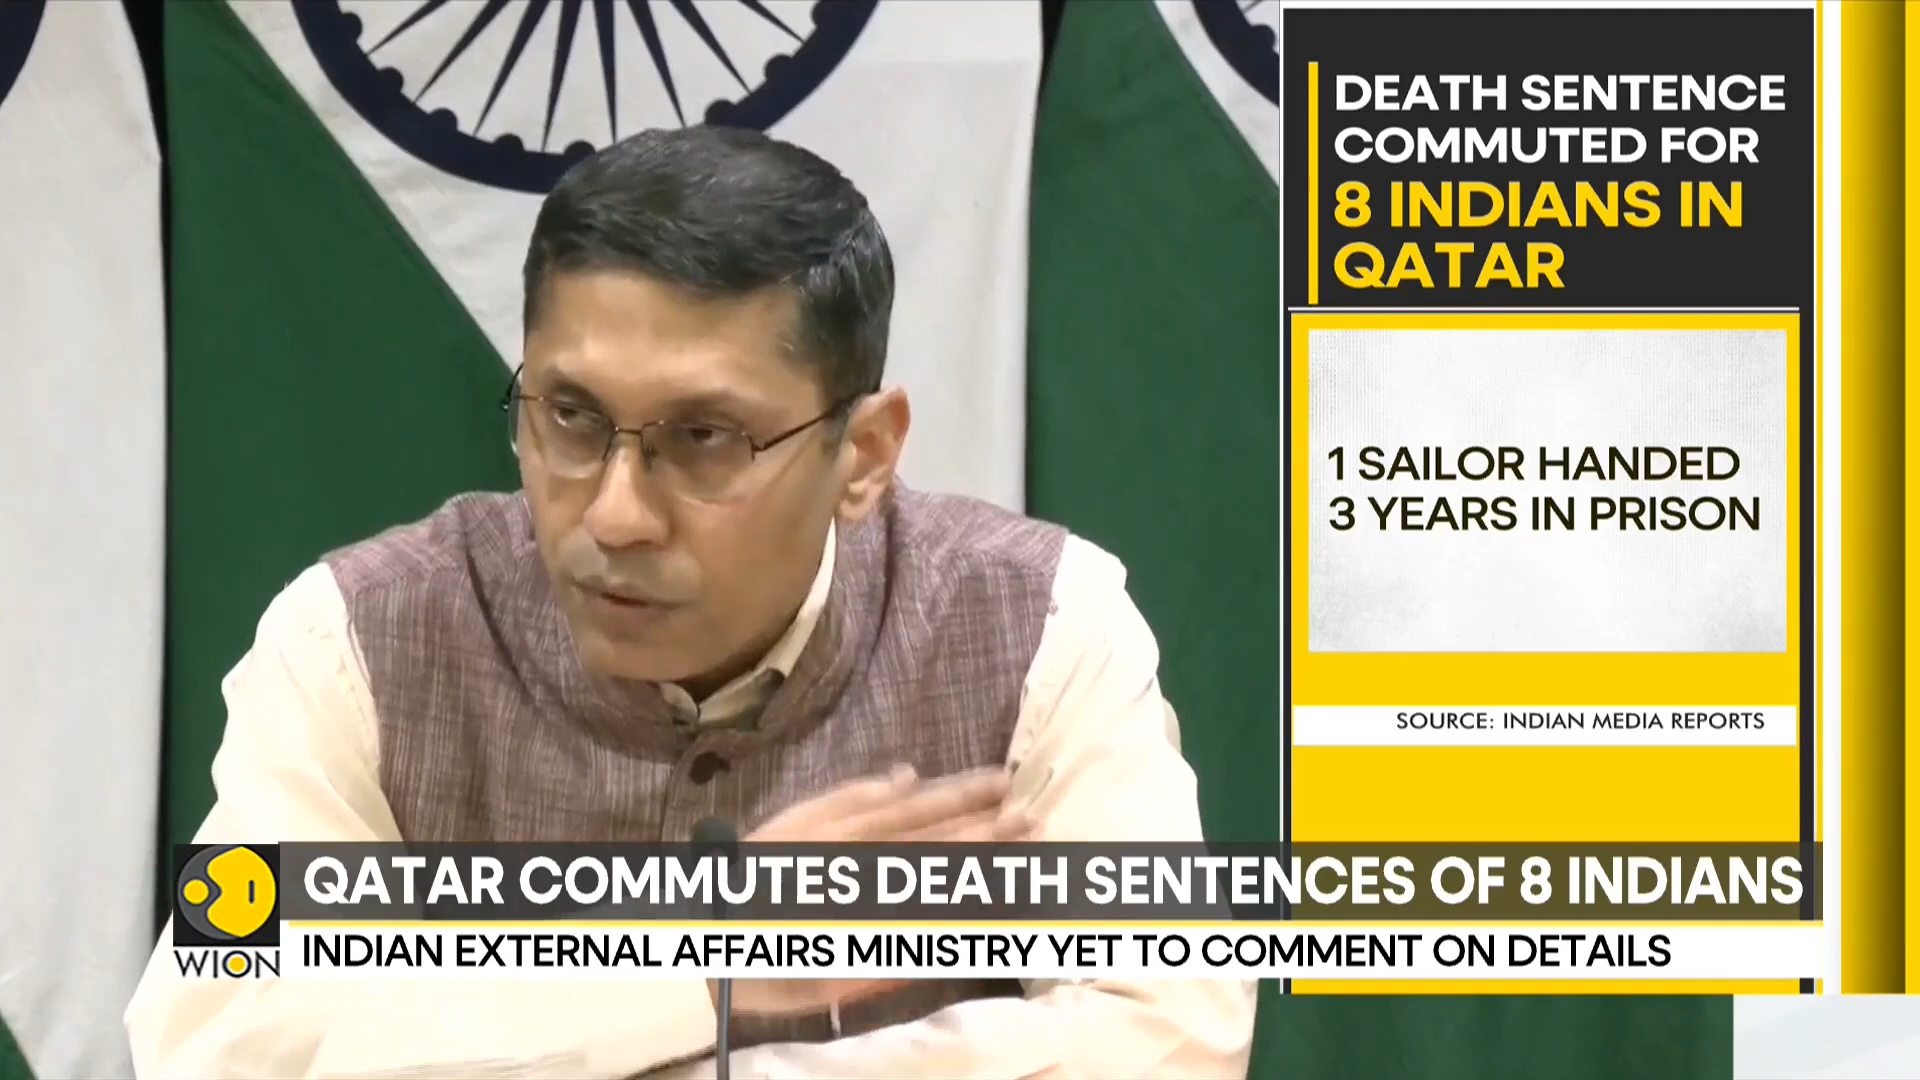 DEATH SENTENCE
COMMUTED FOR
8 INDIANS IN
QATAR
1 SAILOR HANDED
3 YEARS IN PRISON
SOURCE: INDIAN MEDIA REPORTS
QATAR COMMUTES DEATH SENTENCES OF 8 INDIANS
INDIAN EXTERNAL AFFAIRS MINISTRY YET TO COMMENT ON DETAILS
WION